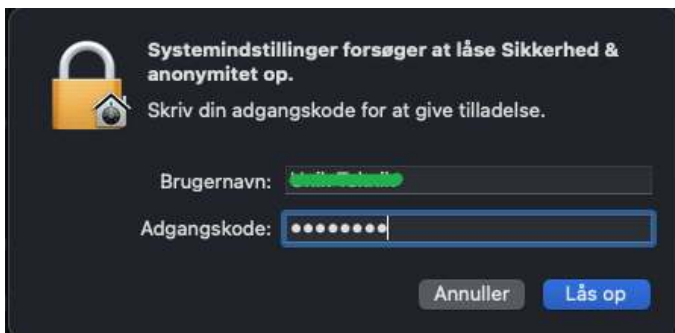 Systemindstillinger forsøger at låse Sikkerhed &
anonymitet op.
Skriv din adgangskode for at give tilladelse.
Brugernavn:
Adgangskode: ••••••••
Annuller Lås op